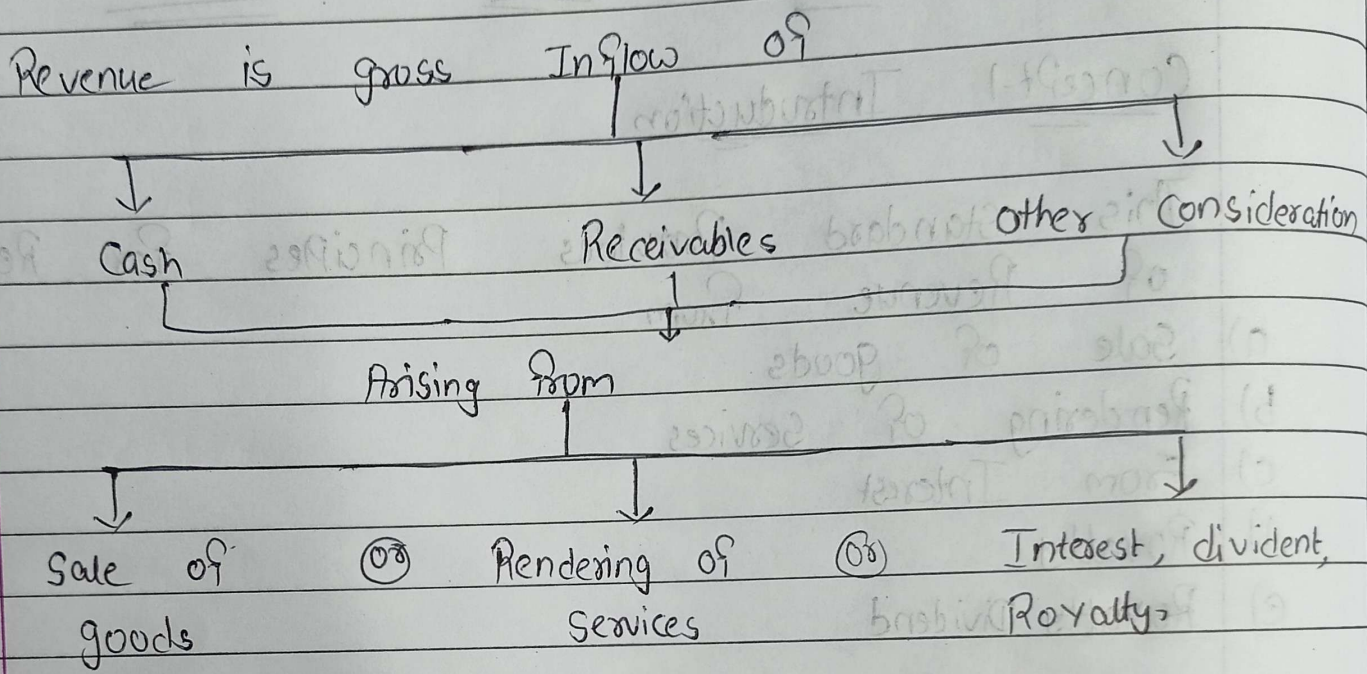 Revenue is gross Inflow of
Cash Receivables Other Consideration
Arising from
Sale of or Rendering of or Interest, divident,
goods Services Royalty.